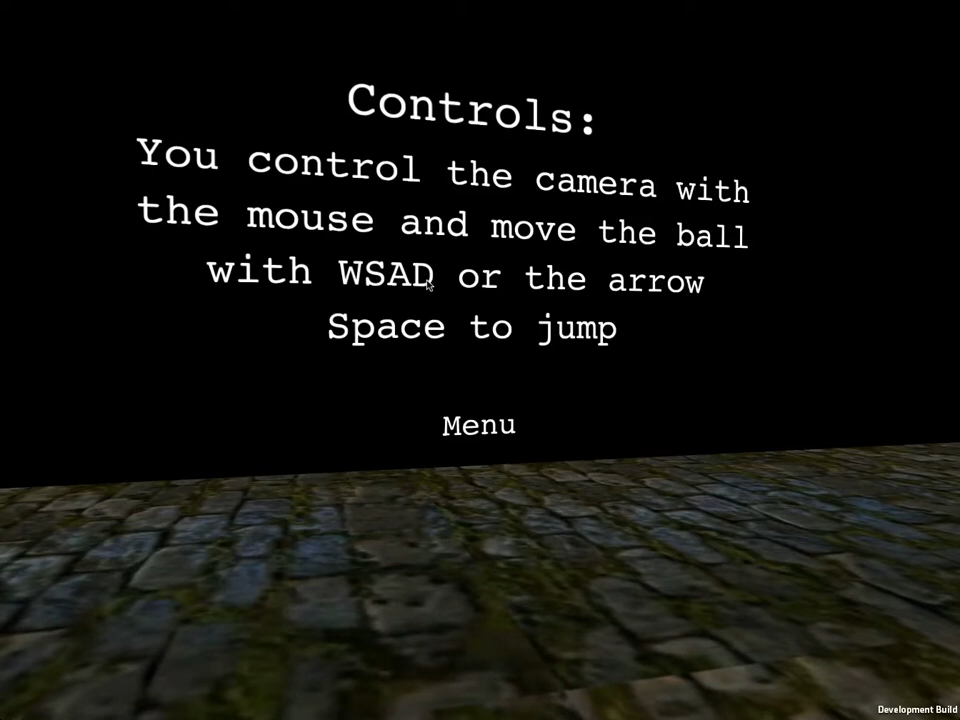 Controls:
You control the camera with
the mouse and move the ball
with WSAD or the arrow
Space to jump
Menu
Development Build